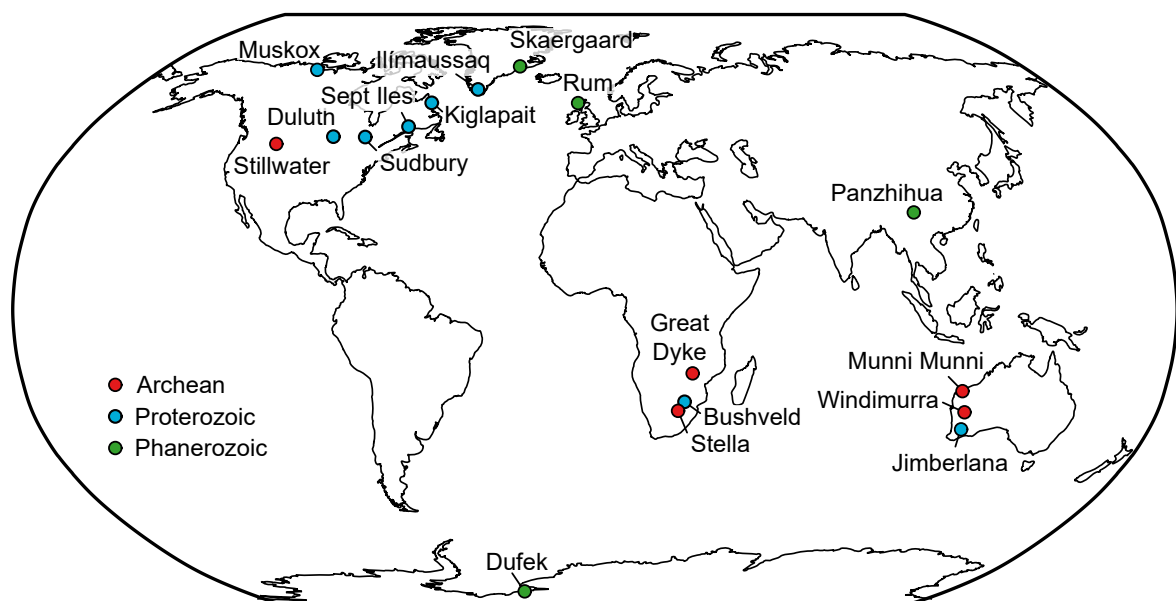 Skaergaard
Muskox
Ilímaussaq
Rum
Sept Iles
Kiglapait
Duluth
Stillwater
Sudbury
Panzhihua
Great
Dyke
Munni Munni
Archean
Windimurra
Proterozoic
Bushveld
Stella
Phanerozoic
Jimberlana
Dufek